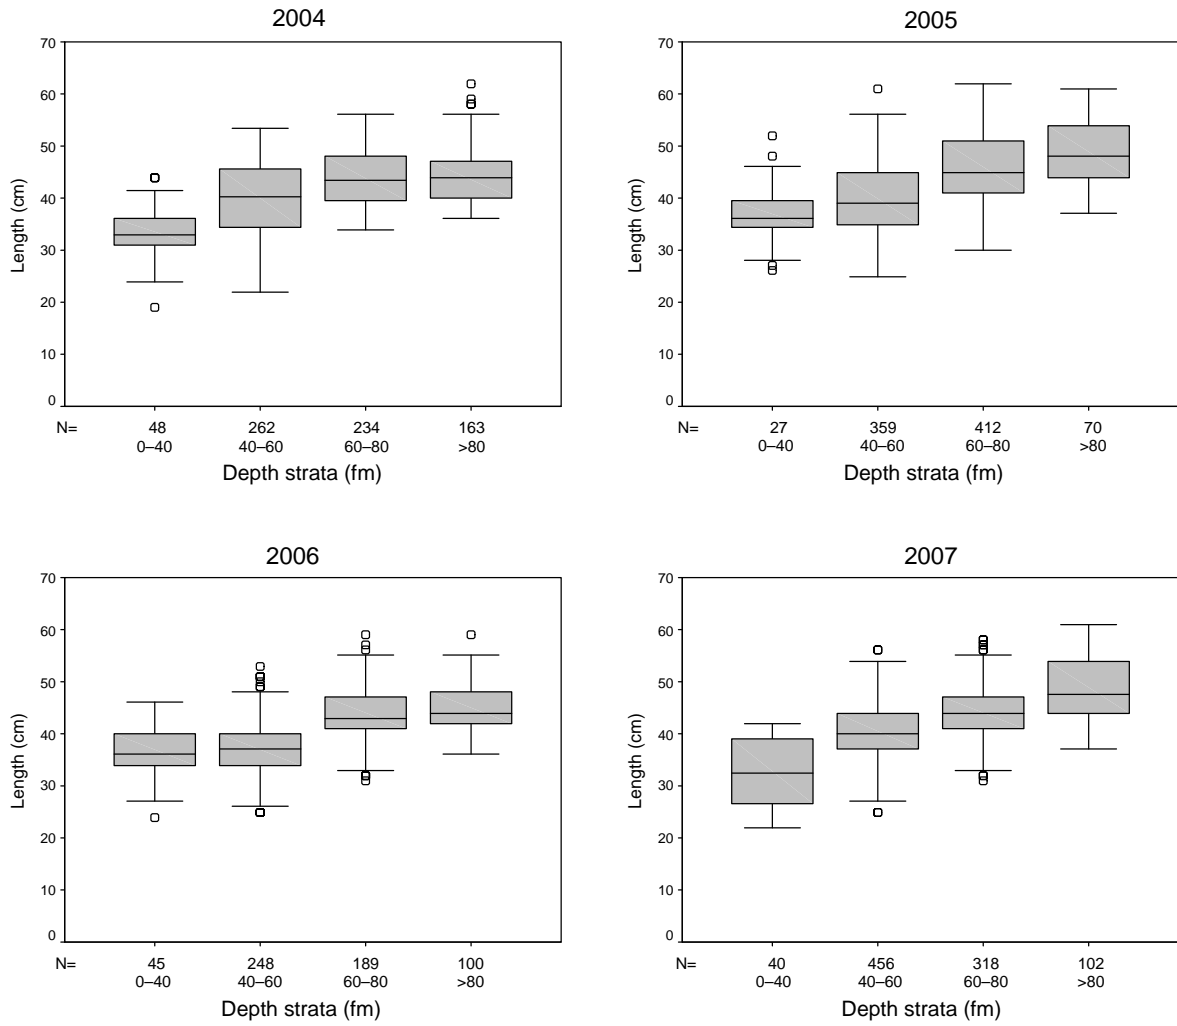 2004
70
60
50
40
30
20
10
0
Length (cm)
N= 48 262 234 163
0–40 40–60 60–80 >80
Depth strata (fm)
2005
70
60
50
40
30
20
10
0
Length (cm)
N= 27 359 412 70
0–40 40–60 60–80 >80
Depth strata (fm)
2006
70
60
50
40
30
20
10
0
Length (cm)
N= 45 248 189 100
0–40 40–60 60–80 >80
Depth strata (fm)
2007
70
60
50
40
30
20
10
0
Length (cm)
N= 40 456 318 102
0–40 40–60 60–80 >80
Depth strata (fm)